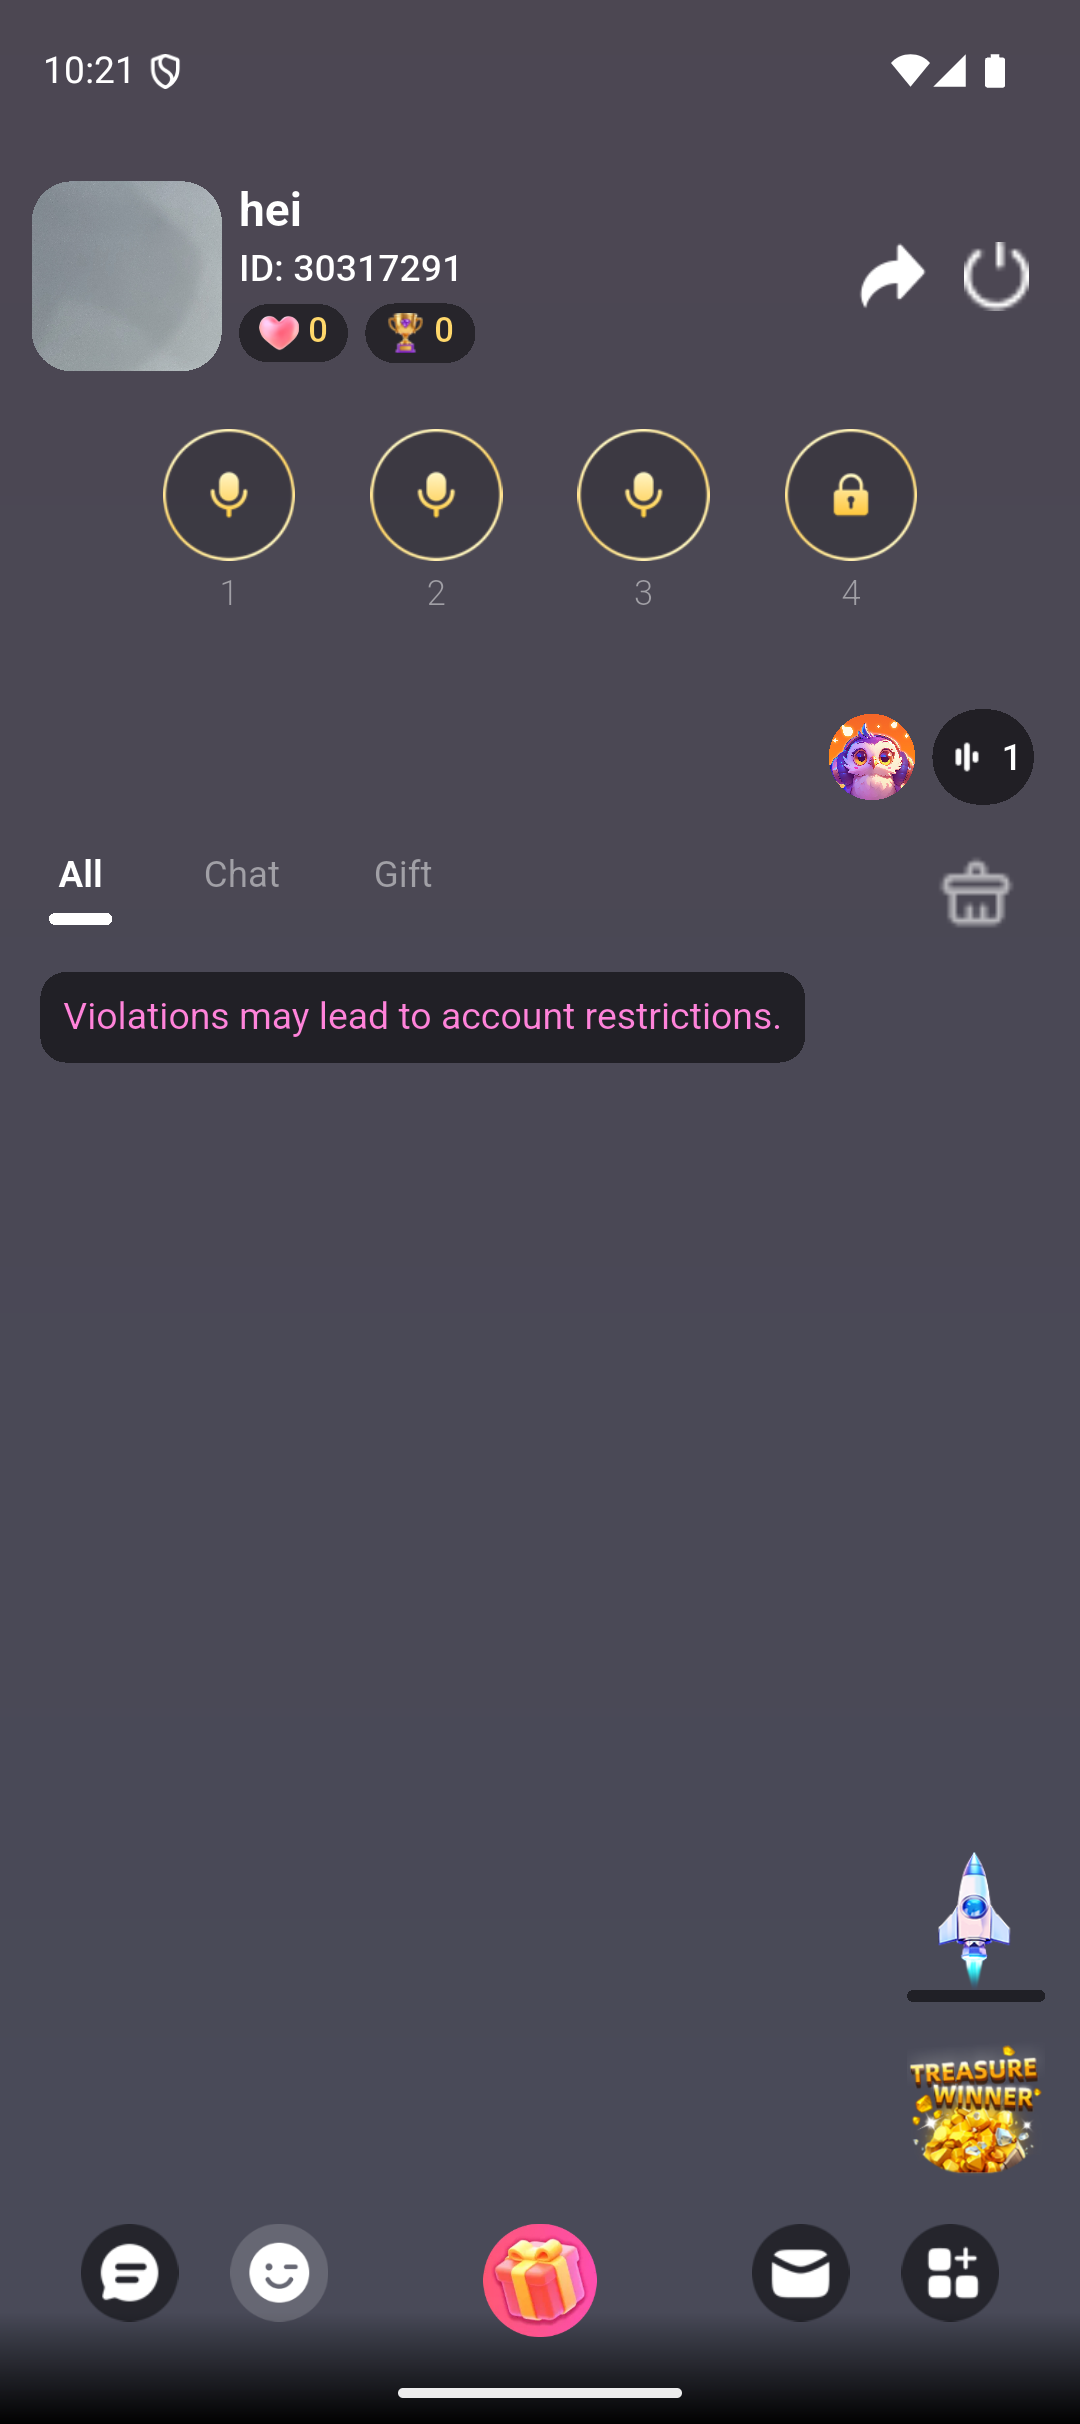 10:21
hei
ID: 30317291
0 0
1 2 3 4
1
All Chat Gift
Violations may lead to account restrictions.
TREASURE
WINNER